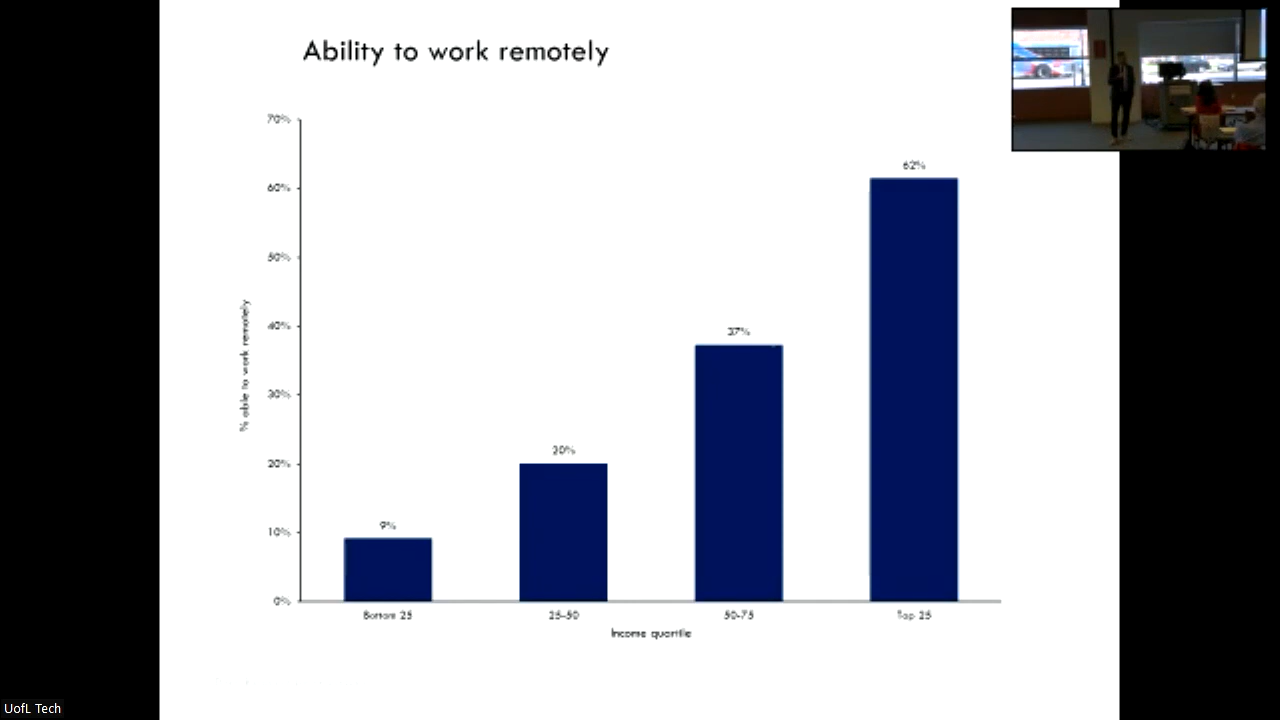 Ability to work remotely
70%
60%
50%
40%
30%
20%
10%
0%
% able to work remotely
9%
20%
37%
62%
Bottom 25
25-50
50-75
Top 25
Income quartile
UofL Tech